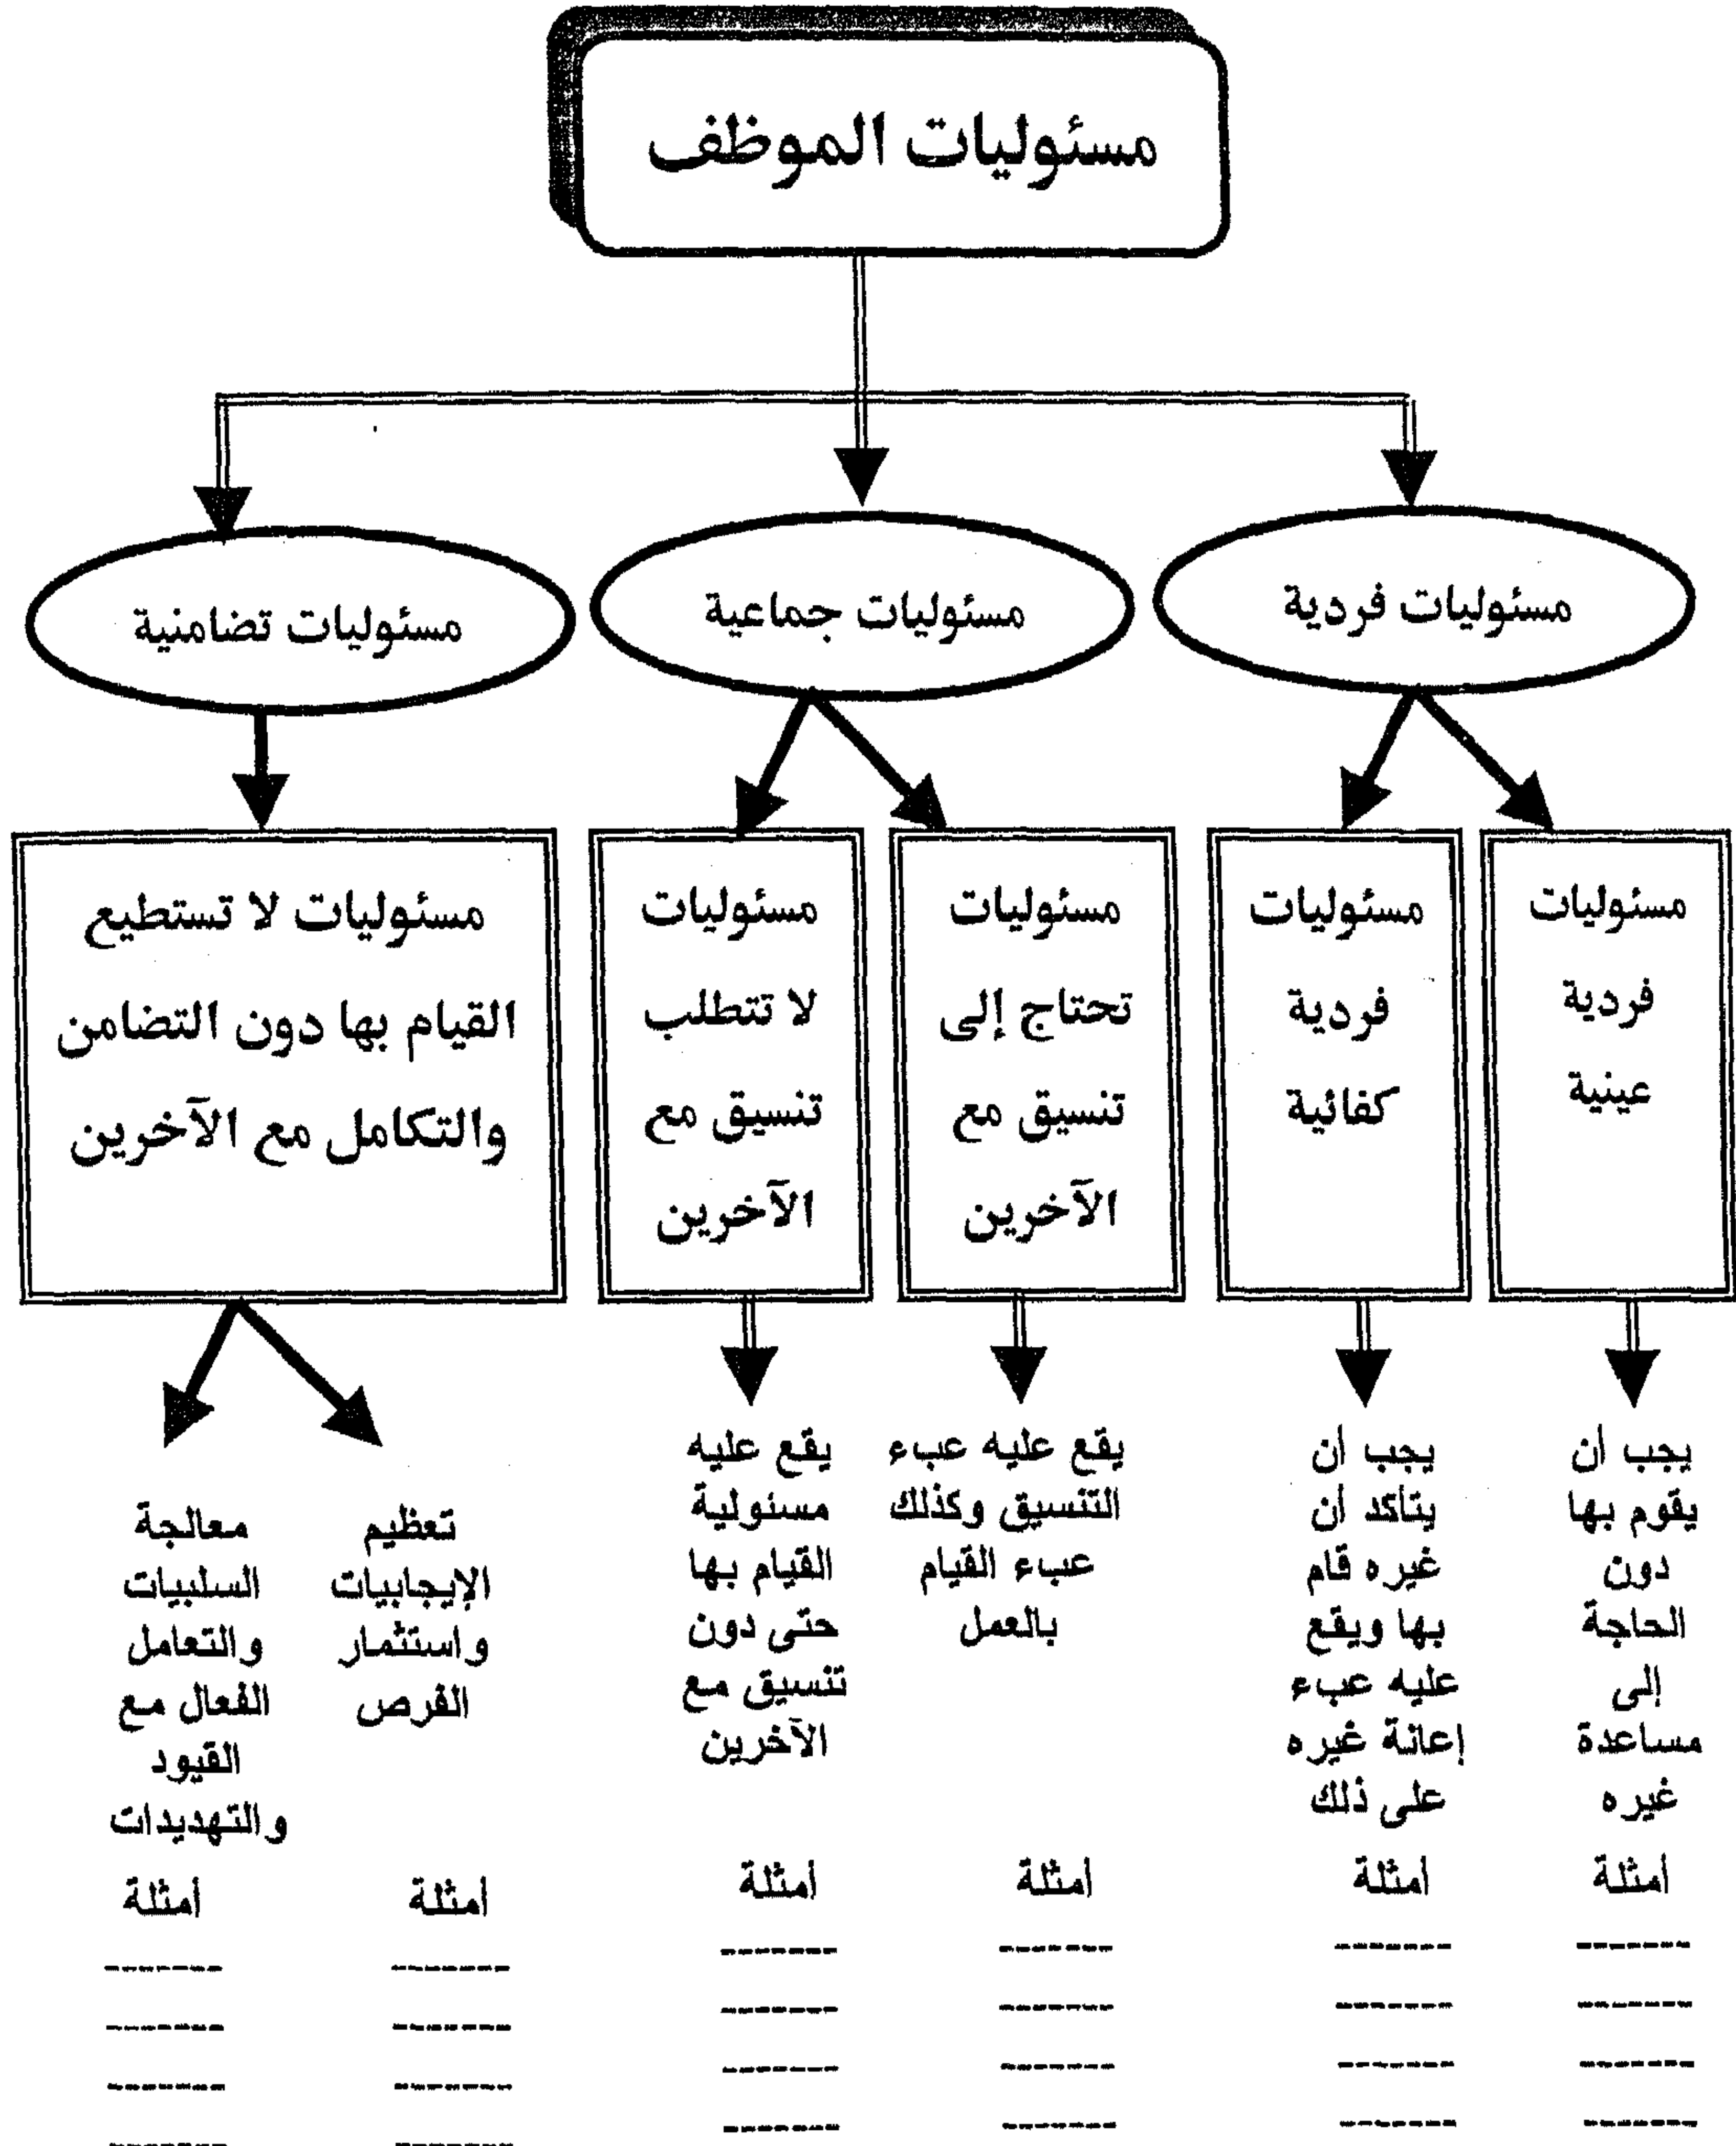 مسئوليات الموظف
مسئوليات فردية
مسئوليات جماعية
مسئوليات تضامنية
مسئوليات
فردية
عينية
مسئوليات
فردية
كفائية
مسئوليات
تحتاج إلى
تنسيق مع
الآخرين
مسئوليات
لا تتطلب
تنسيق مع
الآخرين
مسئوليات لا تستطيع
القيام بها دون التضامن
والتكامل مع الآخرين
يجب أن
يقوم بها
دون
الحاجة
إلى
مساعدة
غيره
أمثلة
يجب أن
يتأكد أن
غيره قام
بها ويقع
عليه عبء
إعانة غيره
على ذلك
أمثلة
يقع عليه عبء
التنسيق وكذلك
عبء القيام
بالعمل
أمثلة
يقع عليه
مسئولية
القيام بها
حتى دون
تنسيق مع
الآخرين
أمثلة
تعظيم
الإيجابيات
واستثمار
الفرص
أمثلة
معالجة
السلبيات
والتعامل
الفعال مع
القيود
والتهديدات
أمثلة